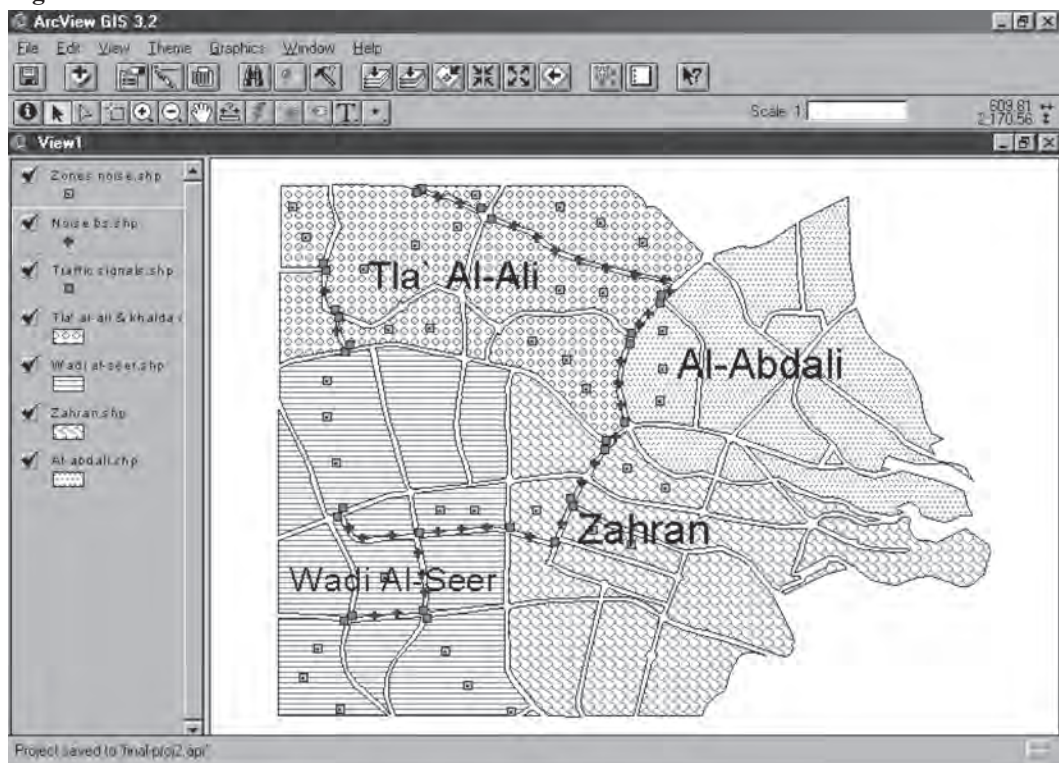 ArcView GIS 3.2
File Edit View Theme Graphics Window Help
Scale 1:
609.81
2,170.56
View1
Zones noise.shp
Noise bs.shp
Traffic signals.shp
Tla' al-ali & khalda
Wadi al-seer.shp
Zahran.shp
Al-abdali.shp
Tla` Al-Ali
Al-Abdali
Zahran
Wadi Al-Seer
Project saved to 'final-proj2.apr'